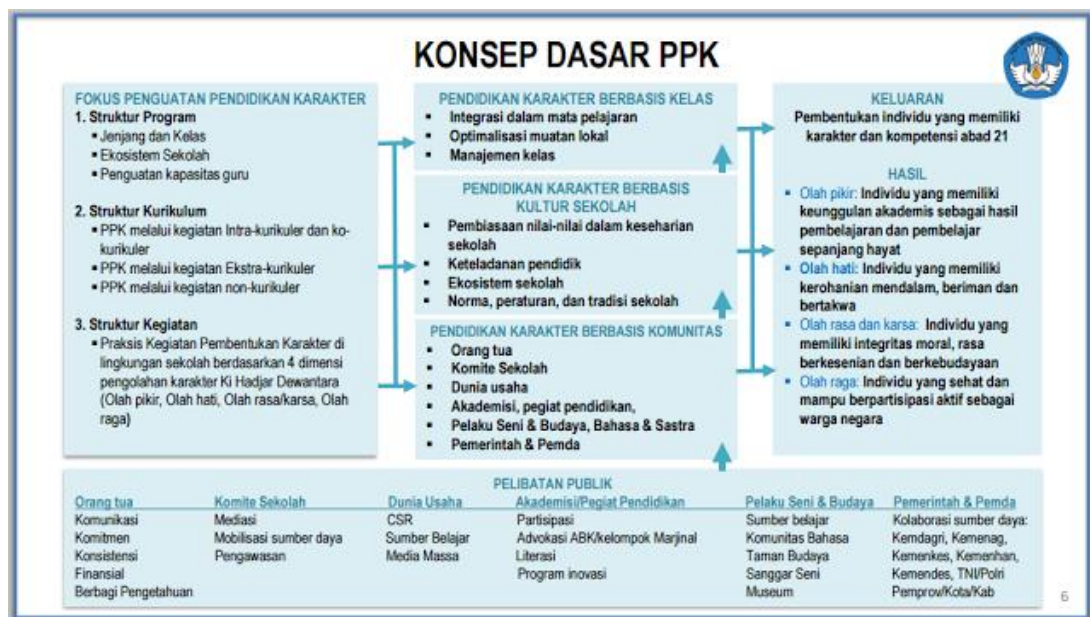 KONSEP DASAR PPK
FOKUS PENGUATAN PENDIDIKAN KARAKTER
1. Struktur Program
▪ Jenjang dan Kelas
▪ Ekosistem Sekolah
▪ Penguatan kapasitas guru
2. Struktur Kurikulum
▪ PPK melalui kegiatan Intra-kurikuler dan ko-
kurikuler
▪ PPK melalui kegiatan Ekstra-kurikuler
▪ PPK melalui kegiatan non-kurikuler
3. Struktur Kegiatan
▪ Praksis Kegiatan Pembentukan Karakter di
lingkungan sekolah berdasarkan 4 dimensi
pengolahan karakter Ki Hadjar Dewantara
(Olah pikir, Olah hati, Olah rasa/karsa, Olah
raga)
PENDIDIKAN KARAKTER BERBASIS KELAS
▪ Integrasi dalam mata pelajaran
▪ Optimalisasi muatan lokal
▪ Manajemen kelas
PENDIDIKAN KARAKTER BERBASIS
KULTUR SEKOLAH
▪ Pembiasaan nilai-nilai dalam keseharian
sekolah
▪ Keteladanan pendidik
▪ Ekosistem sekolah
▪ Norma, peraturan, dan tradisi sekolah
PENDIDIKAN KARAKTER BERBASIS KOMUNITAS
▪ Orang tua
▪ Komite Sekolah
▪ Dunia usaha
▪ Akademisi, pegiat pendidikan,
▪ Pelaku Seni & Budaya, Bahasa & Sastra
▪ Pemerintah & Pemda
KELUARAN
Pembentukan individu yang memiliki
karakter dan kompetensi abad 21
HASIL
▪ Olah pikir: Individu yang memiliki
keunggulan akademis sebagai hasil
pembelajaran dan pembelajar
sepanjang hayat
▪ Olah hati: Individu yang memiliki
kerohanian mendalam, beriman dan
bertakwa
▪ Olah rasa dan karsa: Individu yang
memiliki integritas moral, rasa
berkesenian dan berkebudayaan
▪ Olah raga: Individu yang sehat dan
mampu berpartisipasi aktif sebagai
warga negara
PELIBATAN PUBLIK
Orang tua
Komunikasi
Komitmen
Konsistensi
Finansial
Berbagi Pengetahuan
Komite Sekolah
Mediasi
Mobilisasi sumber daya
Pengawasan
Dunia Usaha
CSR
Sumber Belajar
Media Massa
Akademisi/Pegiat Pendidikan
Partisipasi
Advokasi ABK/kelompok Marjinal
Literasi
Program inovasi
Pelaku Seni & Budaya
Sumber belajar
Komunitas Bahasa
Taman Budaya
Sanggar Seni
Museum
Pemerintah & Pemda
Kolaborasi sumber daya:
Kemdagri, Kemenag,
Kemenkes, Kemenhan,
Kemendes, TNI/Polri
Pemprov/Kota/Kab
6